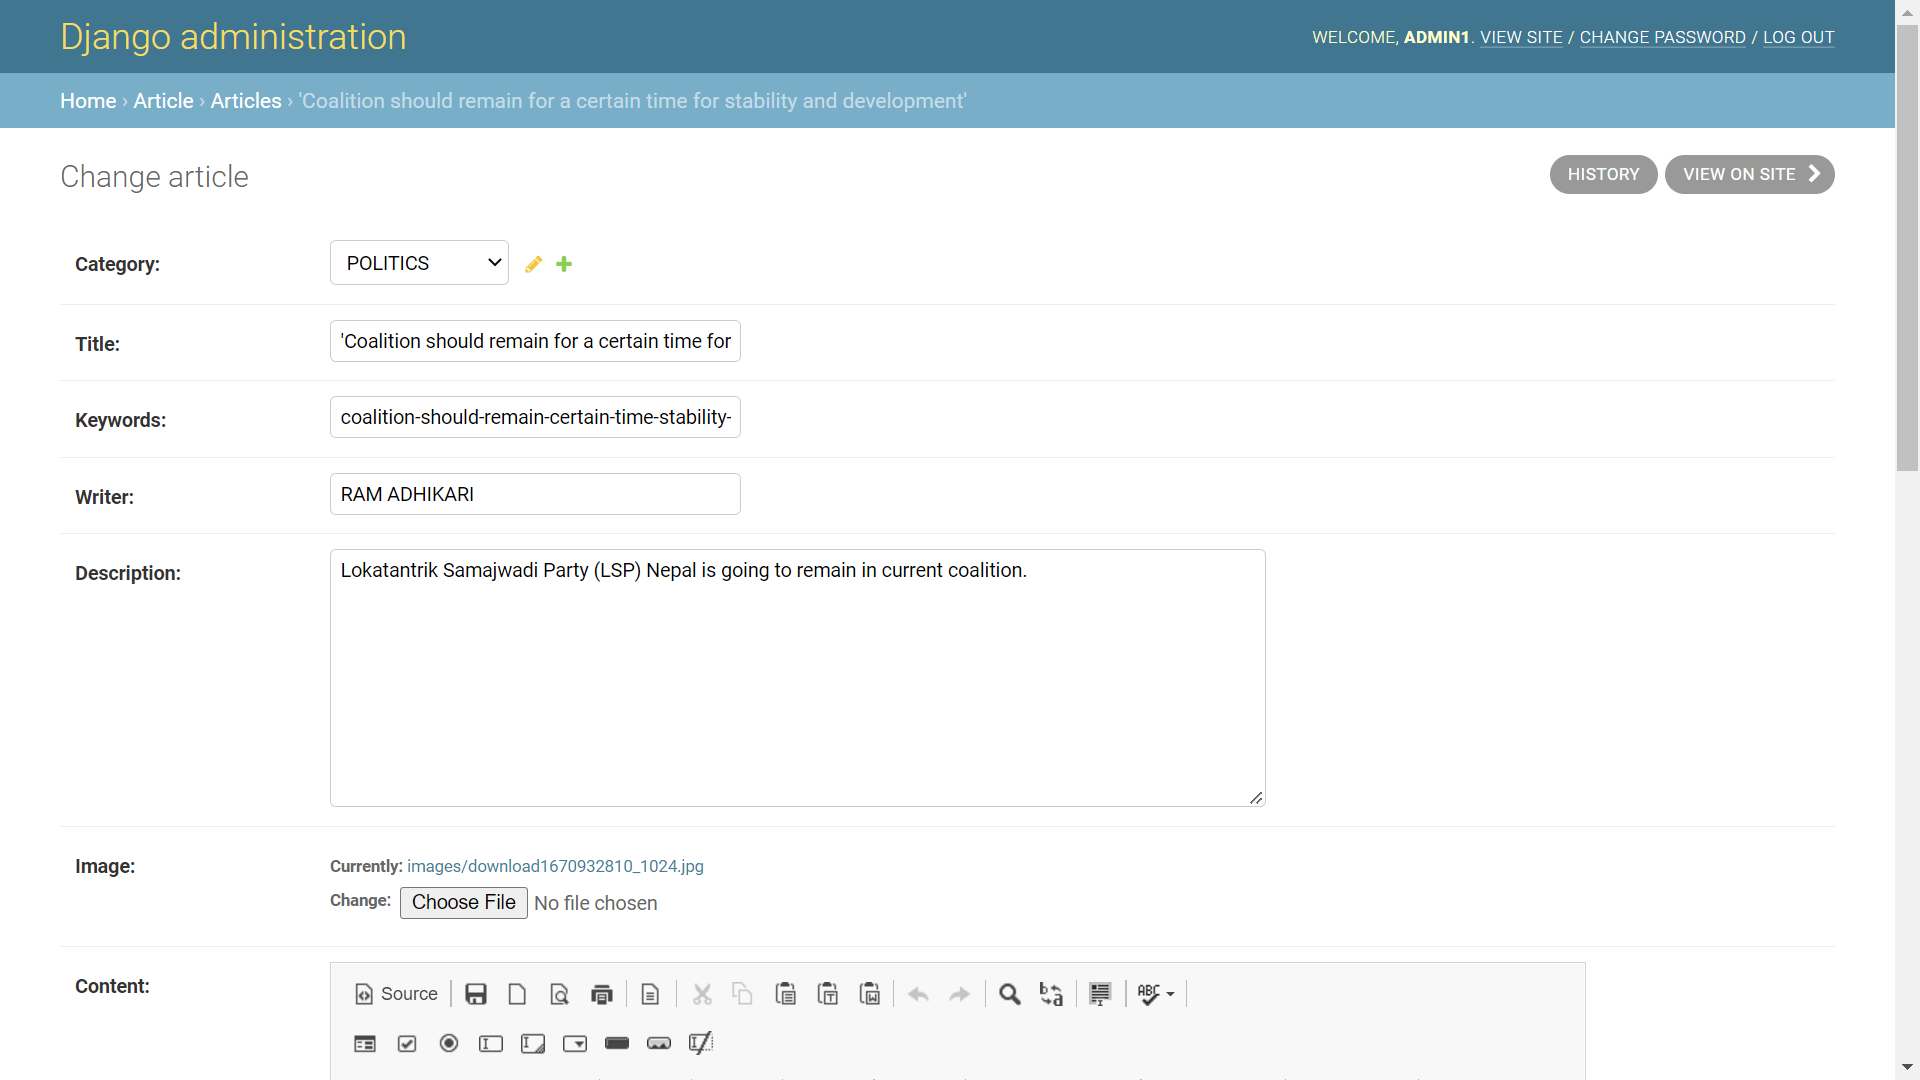 Django administration
WELCOME, ADMIN1. VIEW SITE / CHANGE PASSWORD / LOG OUT
Home › Article › Articles › 'Coalition should remain for a certain time for stability and development'
Change article
HISTORY
VIEW ON SITE
Category:
POLITICS
Title:
'Coalition should remain for a certain time for
Keywords:
coalition-should-remain-certain-time-stability-
Writer:
RAM ADHIKARI
Description:
Lokatantrik Samajwadi Party (LSP) Nepal is going to remain in current coalition.
Image:
Currently: images/download1670932810_1024.jpg
Change: Choose File No file chosen
Content:
Source
ABC